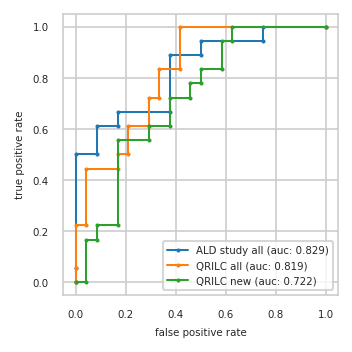 true positive rate
1.0
0.8
0.6
0.4
0.2
0.0
ALD study all (auc: 0.829)
QRILC all (auc: 0.819)
QRILC new (auc: 0.722)
0.0 0.2 0.4 0.6 0.8 1.0
false positive rate